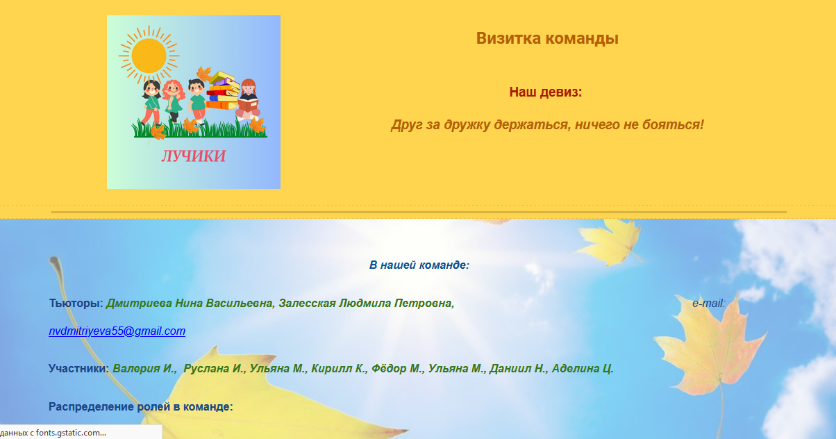 Визитка команды
Наш девиз:
Друг за дружку держаться, ничего не бояться!
ЛУЧИКИ
В нашей команде:
Тьюторы: Дмитриева Нина Васильевна, Залесская Людмила Петровна, e-mail:
nvdmitriyeva55@gmail.com
Участники: Валерия И., Руслана И., Ульяна М., Кирилл К., Фёдор М., Ульяна М., Даниил Н., Аделина Ц.
Распределение ролей в команде:
данных с fonts.gstatic.com...